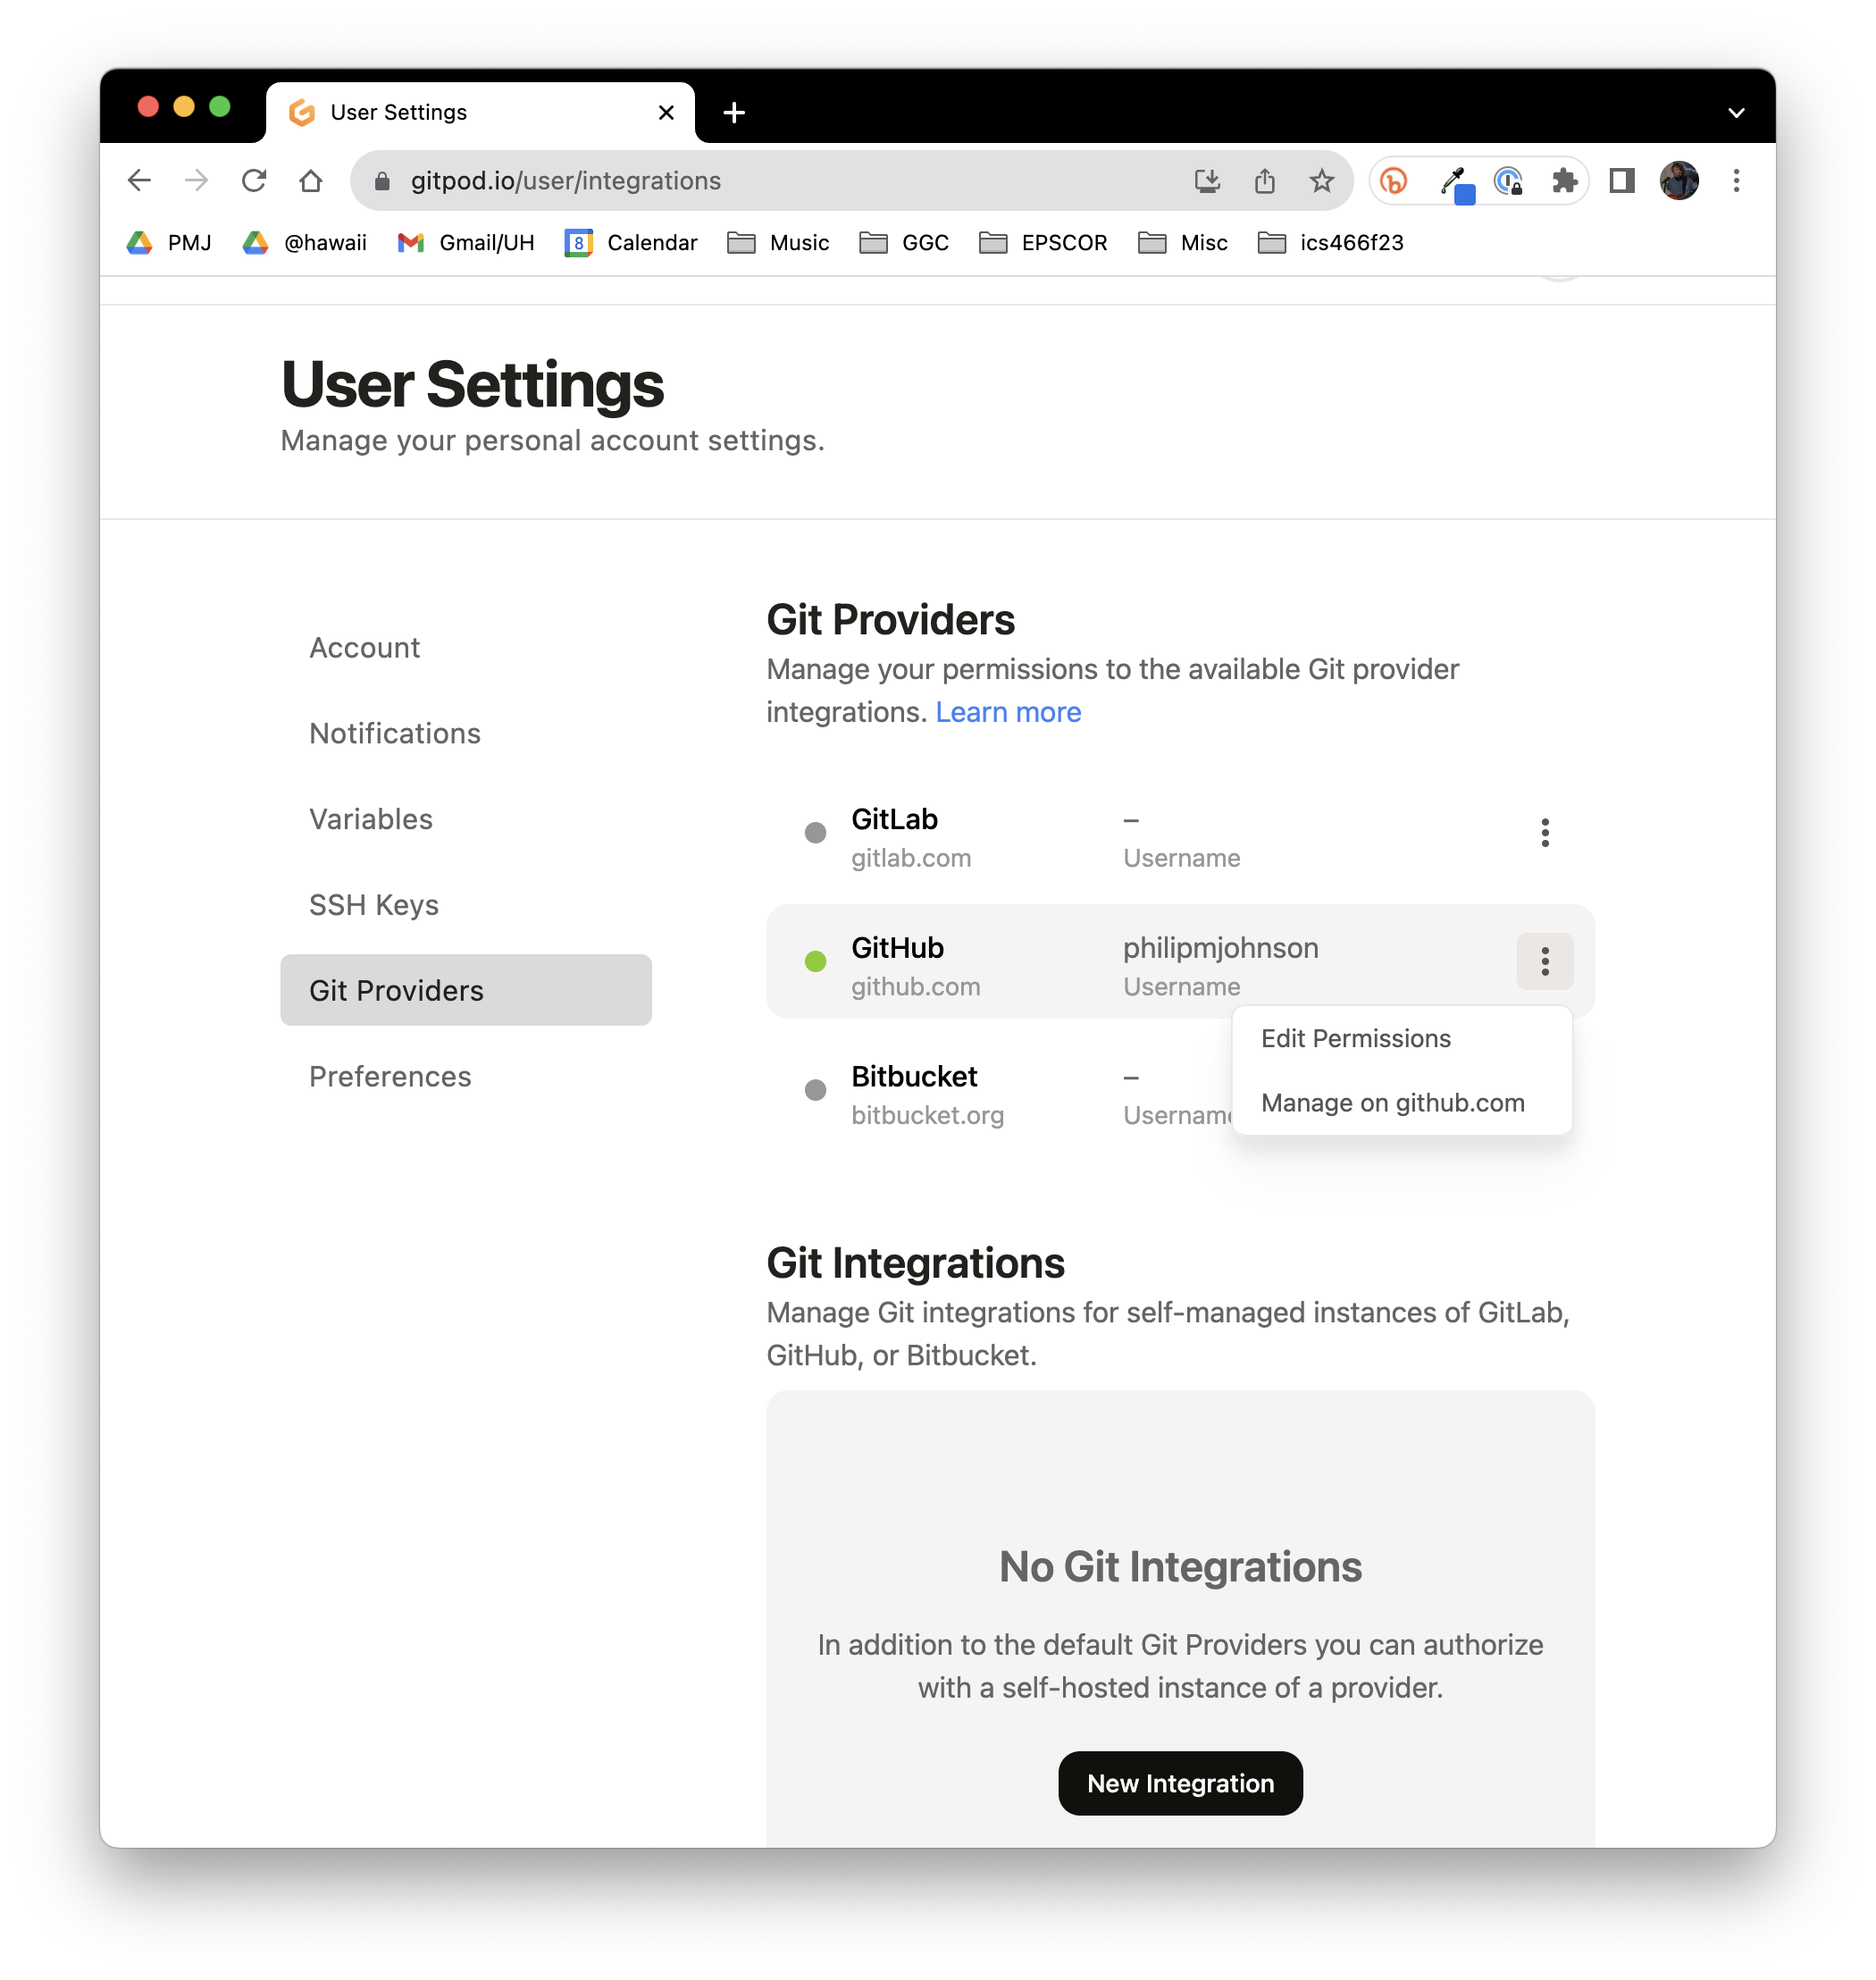 User Settings
gitpod.io/user/integrations
PMJ
@hawaii
Gmail/UH
8
Calendar
Music
GGC
EPSCOR
Misc
ics466f23
User Settings
Manage your personal account settings.
Account
Notifications
Variables
SSH Keys
Git Providers
Preferences
Git Providers
Manage your permissions to the available Git provider
integrations. Learn more
GitLab
–
gitlab.com
Username
GitHub
philipmjohnson
github.com
Username
Edit Permissions
Manage on github.com
Bitbucket
–
bitbucket.org
Username
Git Integrations
Manage Git integrations for self-managed instances of GitLab,
GitHub, or Bitbucket.
No Git Integrations
In addition to the default Git Providers you can authorize
with a self-hosted instance of a provider.
New Integration